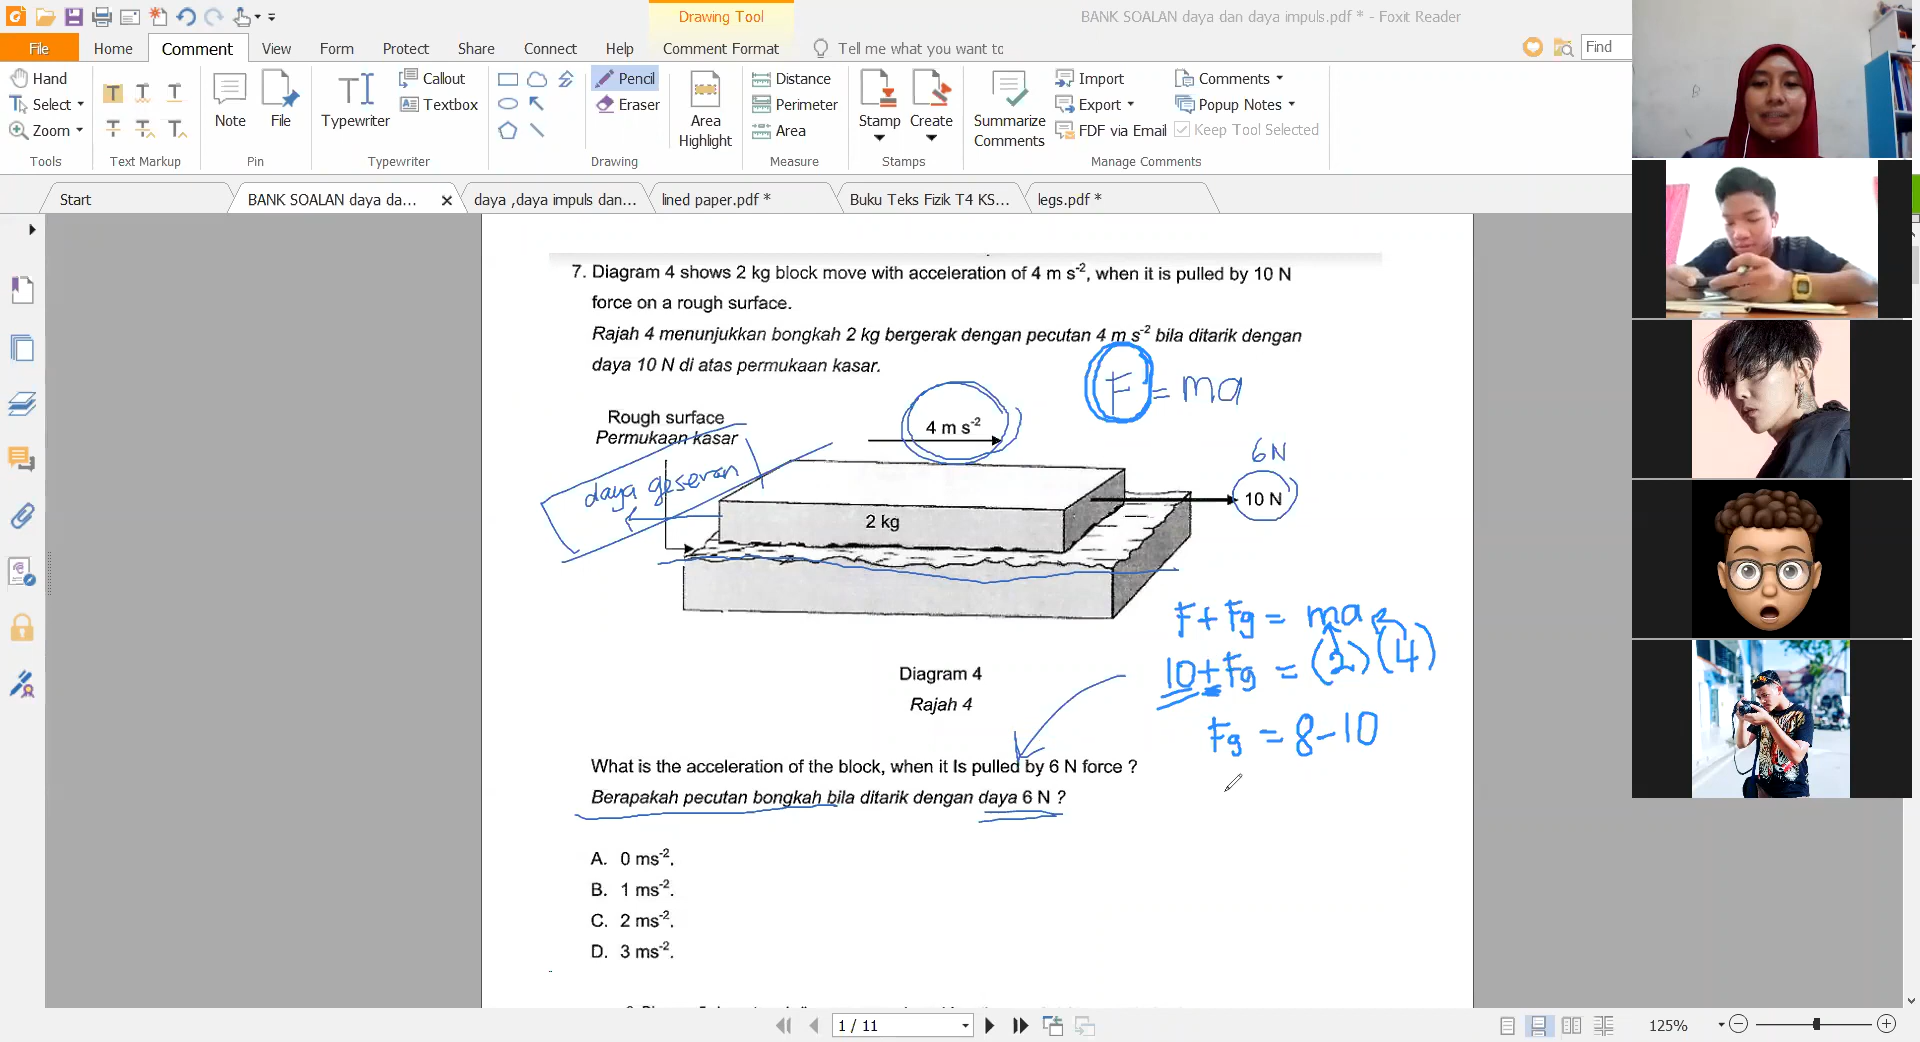 Drawing Tool
BANK SOALAN daya dan daya impuls.pdf * - Foxit Reader
File Home Comment View Form Protect Share Connect Help Comment Format Tell me what you want to Find
Hand
Select
Zoom
Tools
Text Markup
Note
File
Pin
Typewriter
Callout
Textbox
Typewriter
Pencil
Eraser
Drawing
Area Highlight
Distance
Perimeter
Area
Measure
Stamp
Create
Stamps
Summarize Comments
Import
Export
FDF via Email
Comments
Popup Notes
Keep Tool Selected
Manage Comments
Start
BANK SOALAN daya da...
daya ,daya impuls dan...
lined paper.pdf *
Buku Teks Fizik T4 KS...
legs.pdf *
7. Diagram 4 shows 2 kg block move with acceleration of 4 m s-2, when it is pulled by 10 N
force on a rough surface.
Rajah 4 menunjukkan bongkah 2 kg bergerak dengan pecutan 4 m s-2 bila ditarik dengan
daya 10 N di atas permukaan kasar.
F = ma
Rough surface
Permukaan kasar
4 m s-2
daya geseran
6N
10 N
2 kg
F + Fg = ma
10 + Fg = (2)(4)
Fg = 8-10
Diagram 4
Rajah 4
What is the acceleration of the block, when it Is pulled by 6 N force ?
Berapakah pecutan bongkah bila ditarik dengan daya 6 N ?
A. 0 ms-2.
B. 1 ms-2.
C. 2 ms-2.
D. 3 ms-2.
1 / 11
125%